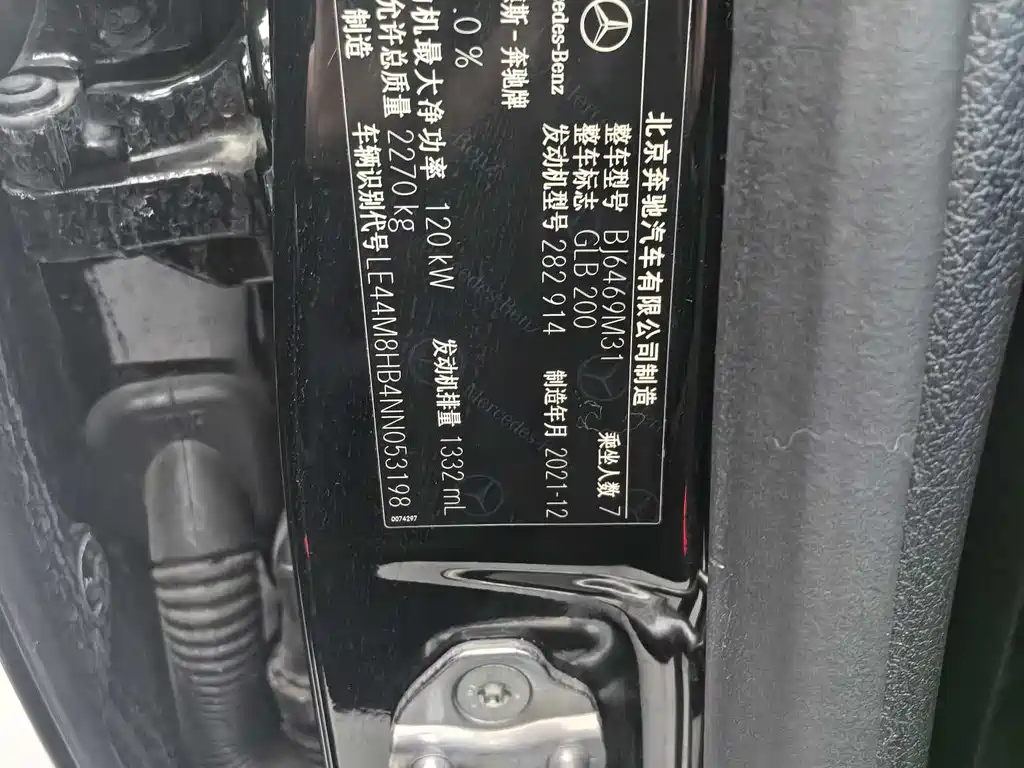 北京奔驰汽车有限公司制造
Mercedes-Benz
整车型号 BJ6469M31 乘坐人数 7
整车标志 GLB 200
发动机型号 282 914 制造年月 2021-12
斯-奔驰牌
.0 %
机最大净功率 120 kW 发动机排量 1332 mL
允许总质量 2270 kg
制造
车辆识别代号 LE44M8HB4NN053198
0074297